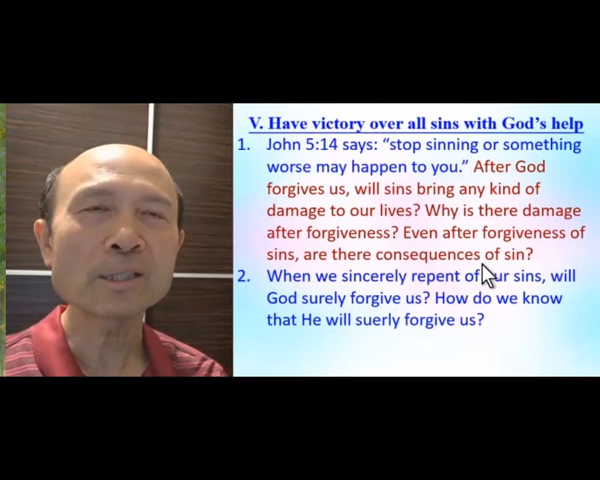 V. Have victory over all sins with God's help
1. John 5:14 says: “stop sinning or something
worse may happen to you.” After God
forgives us, will sins bring any kind of
damage to our lives? Why is there damage
after forgiveness? Even after forgiveness of
sins, are there consequences of sin?
2. When we sincerely repent of our sins, will
God surely forgive us? How do we know
that He will suerly forgive us?